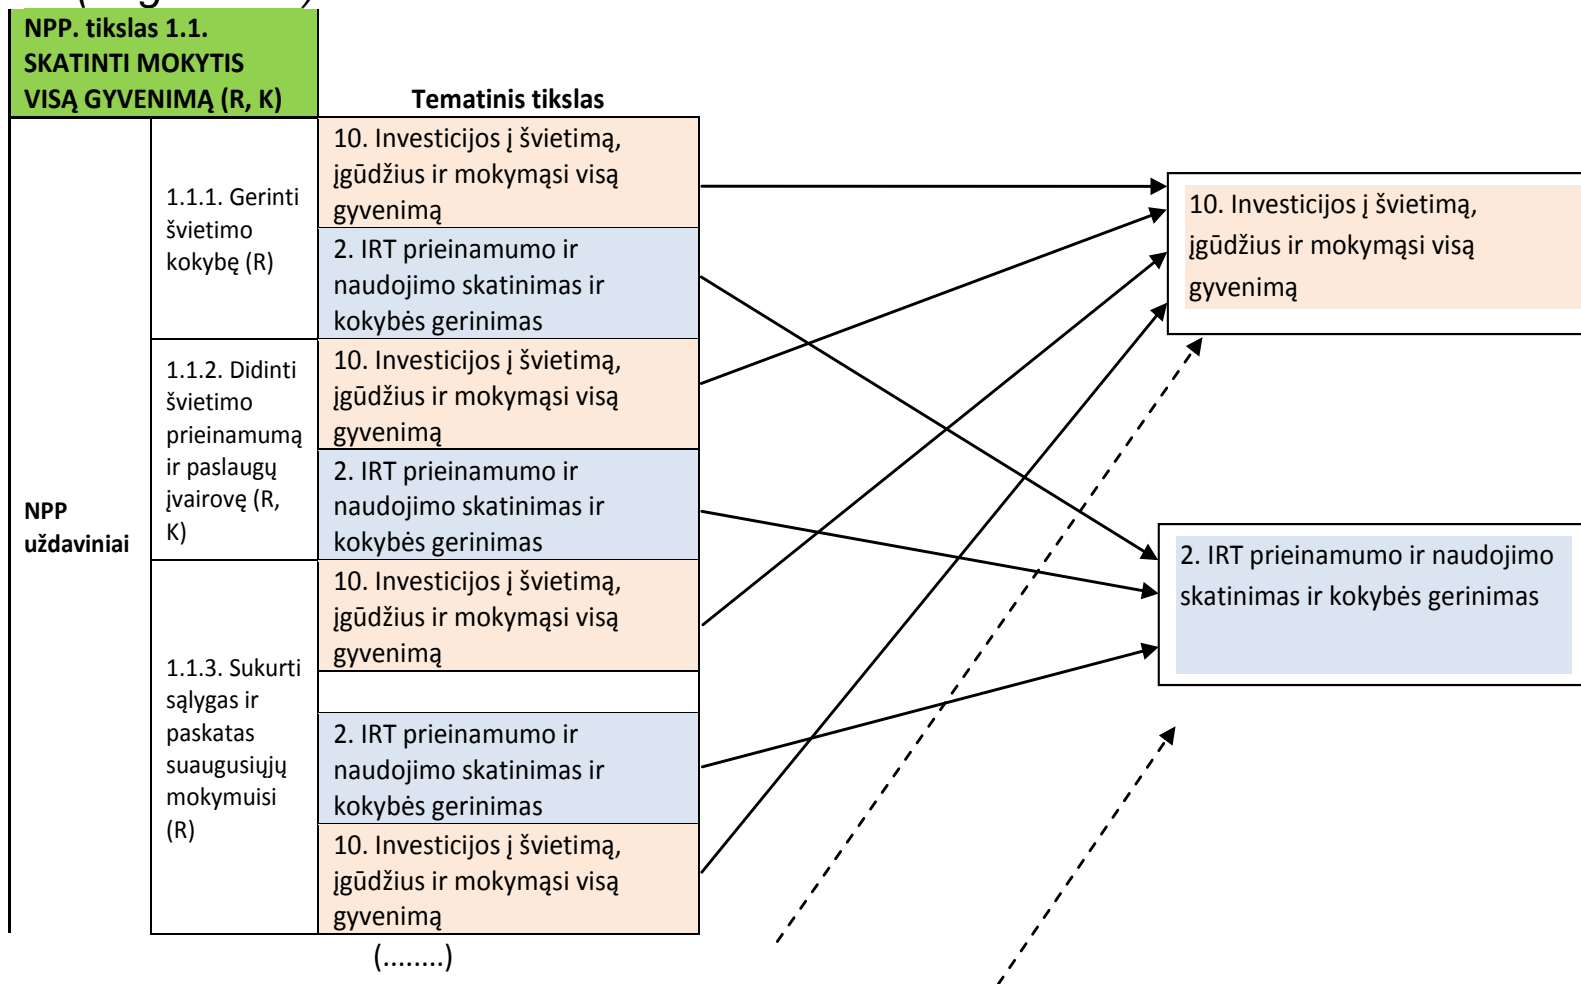 NPP. tikslas 1.1.
SKATINTI MOKYTIS
VISĄ GYVENIMĄ (R, K)
Tematinis tikslas
NPP
uždaviniai
1.1.1. Gerinti
švietimo
kokybę (R)
10. Investicijos į švietimą,
įgūdžius ir mokymąsi visą
gyvenimą
2. IRT prieinamumo ir
naudojimo skatinimas ir
kokybės gerinimas
1.1.2. Didinti
švietimo
prieinamumą
ir paslaugų
įvairovę (R,
K)
10. Investicijos į švietimą,
įgūdžius ir mokymąsi visą
gyvenimą
2. IRT prieinamumo ir
naudojimo skatinimas ir
kokybės gerinimas
1.1.3. Sukurti
sąlygas ir
paskatas
suaugusiųjų
mokymuisi
(R)
10. Investicijos į švietimą,
įgūdžius ir mokymąsi visą
gyvenimą
2. IRT prieinamumo ir
naudojimo skatinimas ir
kokybės gerinimas
10. Investicijos į švietimą,
įgūdžius ir mokymąsi visą
gyvenimą
(........)
10. Investicijos į švietimą,
įgūdžius ir mokymąsi visą
gyvenimą
2. IRT prieinamumo ir naudojimo
skatinimas ir kokybės gerinimas